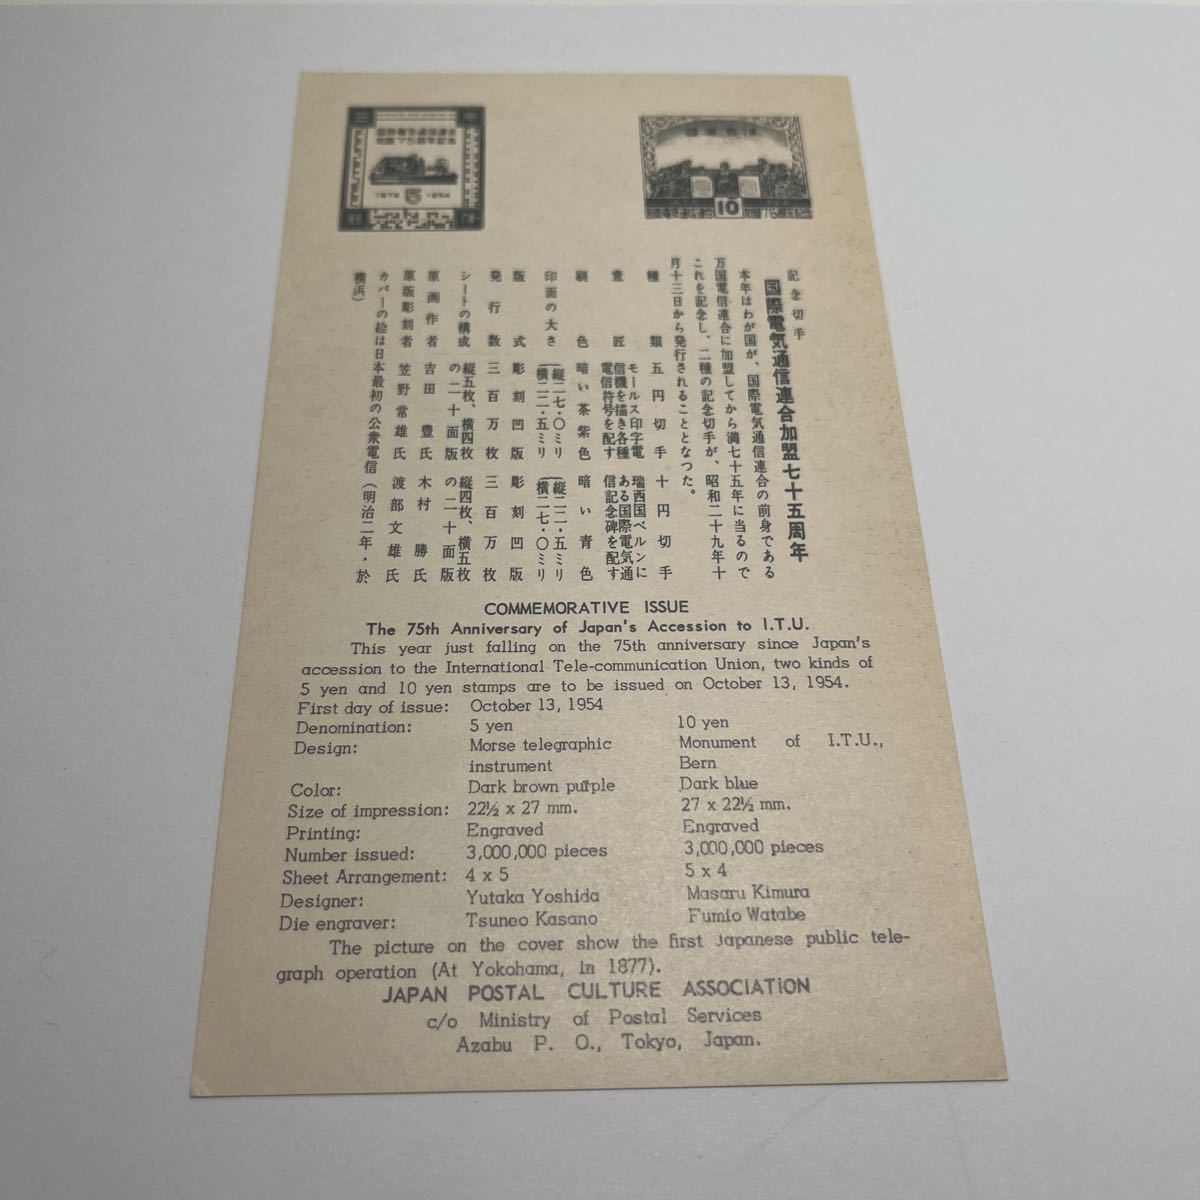 5
1879 1954
10
記念切手
国際電気通信連合加盟七十五周年
本年はわが国が、国際電気通信連合の前身である
万国電信連合に加盟してから満七十五年に当るので
これを記念し、二種の記念切手が、昭和二十九年十
月十三日から発行されることとなつた。
種類 五円切手 十円切手
意匠 モールス印字電信機を描き各種電信符号を配す 瑞西国ベルンにある国際電気通信記念碑を配す
刷色 暗い茶紫色 暗い青色
印面の大き 縦二七・〇ミリ 横二二・五ミリ 縦二二・五ミリ 横二七・〇ミリ
版式 彫刻凹版 彫刻凹版
発行数 三百万枚 三百万枚
シートの構成 縦五枚、横四枚の二十面版 縦四枚、横五枚の二十面版
原画作者 吉田豊氏 木村勝氏
原版彫刻者 笠野常雄氏 渡部文雄氏
カバーの絵は日本最初の公衆電信(明治二年・於
横浜)
COMMEMORATIVE ISSUE
The 75th Anniversary of Japan's Accession to I.T.U.
This year just falling on the 75th anniversary since Japan's
accession to the International Tele-communication Union, two kinds of
5 yen and 10 yen stamps are to be issued on October 13, 1954.
First day of issue: October 13, 1954
Denomination: 5 yen 10 yen
Design: Morse telegraphic Monument of I.T.U.,
instrument Bern
Color: Dark brown purple Dark blue
Size of impression: 22½ x 27 mm. 27 x 22½ mm.
Printing: Engraved Engraved
Number issued: 3,000,000 pieces 3,000,000 pieces
Sheet Arrangement: 4 x 5 5 x 4
Designer: Yutaka Yoshida Masaru Kimura
Die engraver: Tsuneo Kasano Fumio Watabe
The picture on the cover show the first Japanese public tele-
graph operation (At Yokohama, in 1877).
JAPAN POSTAL CULTURE ASSOCIATION
c/o Ministry of Postal Services
Azabu P. O., Tokyo, Japan.